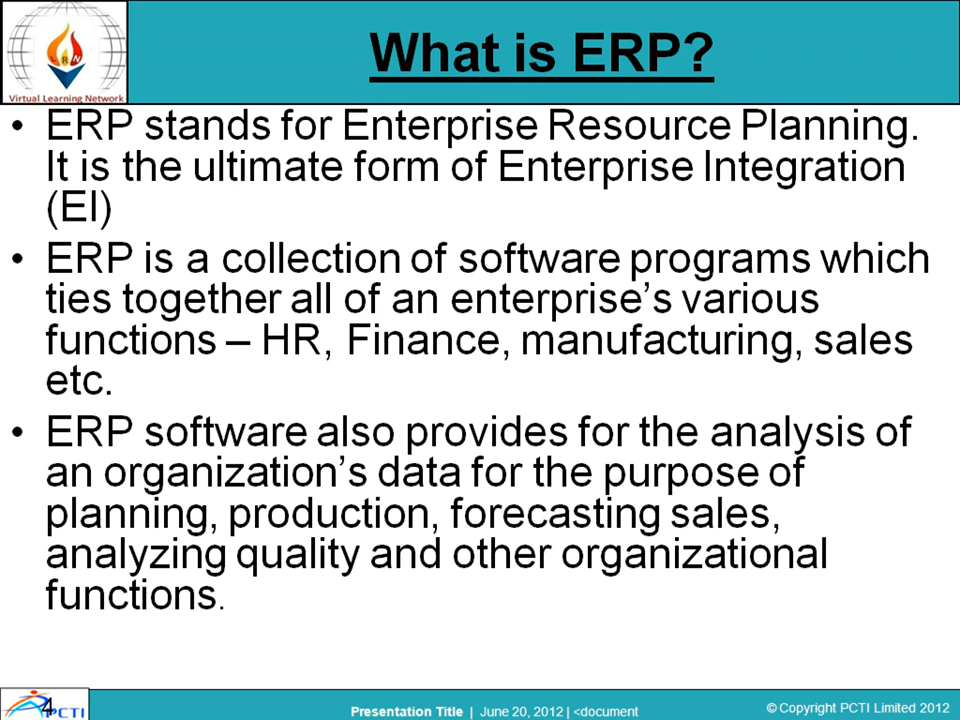 What is ERP?
Virtual Learning Network
• ERP stands for Enterprise Resource Planning.
It is the ultimate form of Enterprise Integration
(EI)
• ERP is a collection of software programs which
ties together all of an enterprise’s various
functions – HR, Finance, manufacturing, sales
etc.
• ERP software also provides for the analysis of
an organization’s data for the purpose of
planning, production, forecasting sales,
analyzing quality and other organizational
functions.
4
PCTI
Presentation Title | June 20, 2012 | <document
© Copyright PCTI Limited 2012